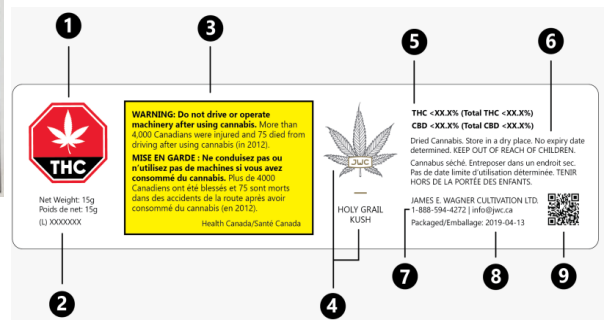 1
3
5
6
THC
Net Weight: 15g
Poids de net: 15g
(L) XXXXXXX
WARNING: Do not drive or operate
machinery after using cannabis. More than
4,000 Canadians were injured and 75 died from
driving after using cannabis (in 2012).
MISE EN GARDE : Ne conduisez pas ou
n'utilisez pas de machines si vous avez
consommé du cannabis. Plus de 4000
Canadiens ont été blessés et 75 sont morts
dans des accidents de la route après avoir
consommé du cannabis (en 2012).
Health Canada/Santé Canada
JWC
HOLY GRAIL
KUSH
THC <XX.X% (Total THC <XX.X%)
CBD <XX.X% (Total CBD <XX.X%)
Dried Cannabis. Store in a dry place. No expiry date
determined. KEEP OUT OF REACH OF CHILDREN.
Cannabus séché. Entreposer dans un endroit sec.
Pas de date limite d'utilisation déterminée. TENIR
HORS DE LA PORTÉE DES ENFANTS.
JAMES E. WAGNER CULTIVATION LTD.
1-888-594-4272 | info@jwc.ca
Packaged/Emballage: 2019-04-13
2
4
7
8
9